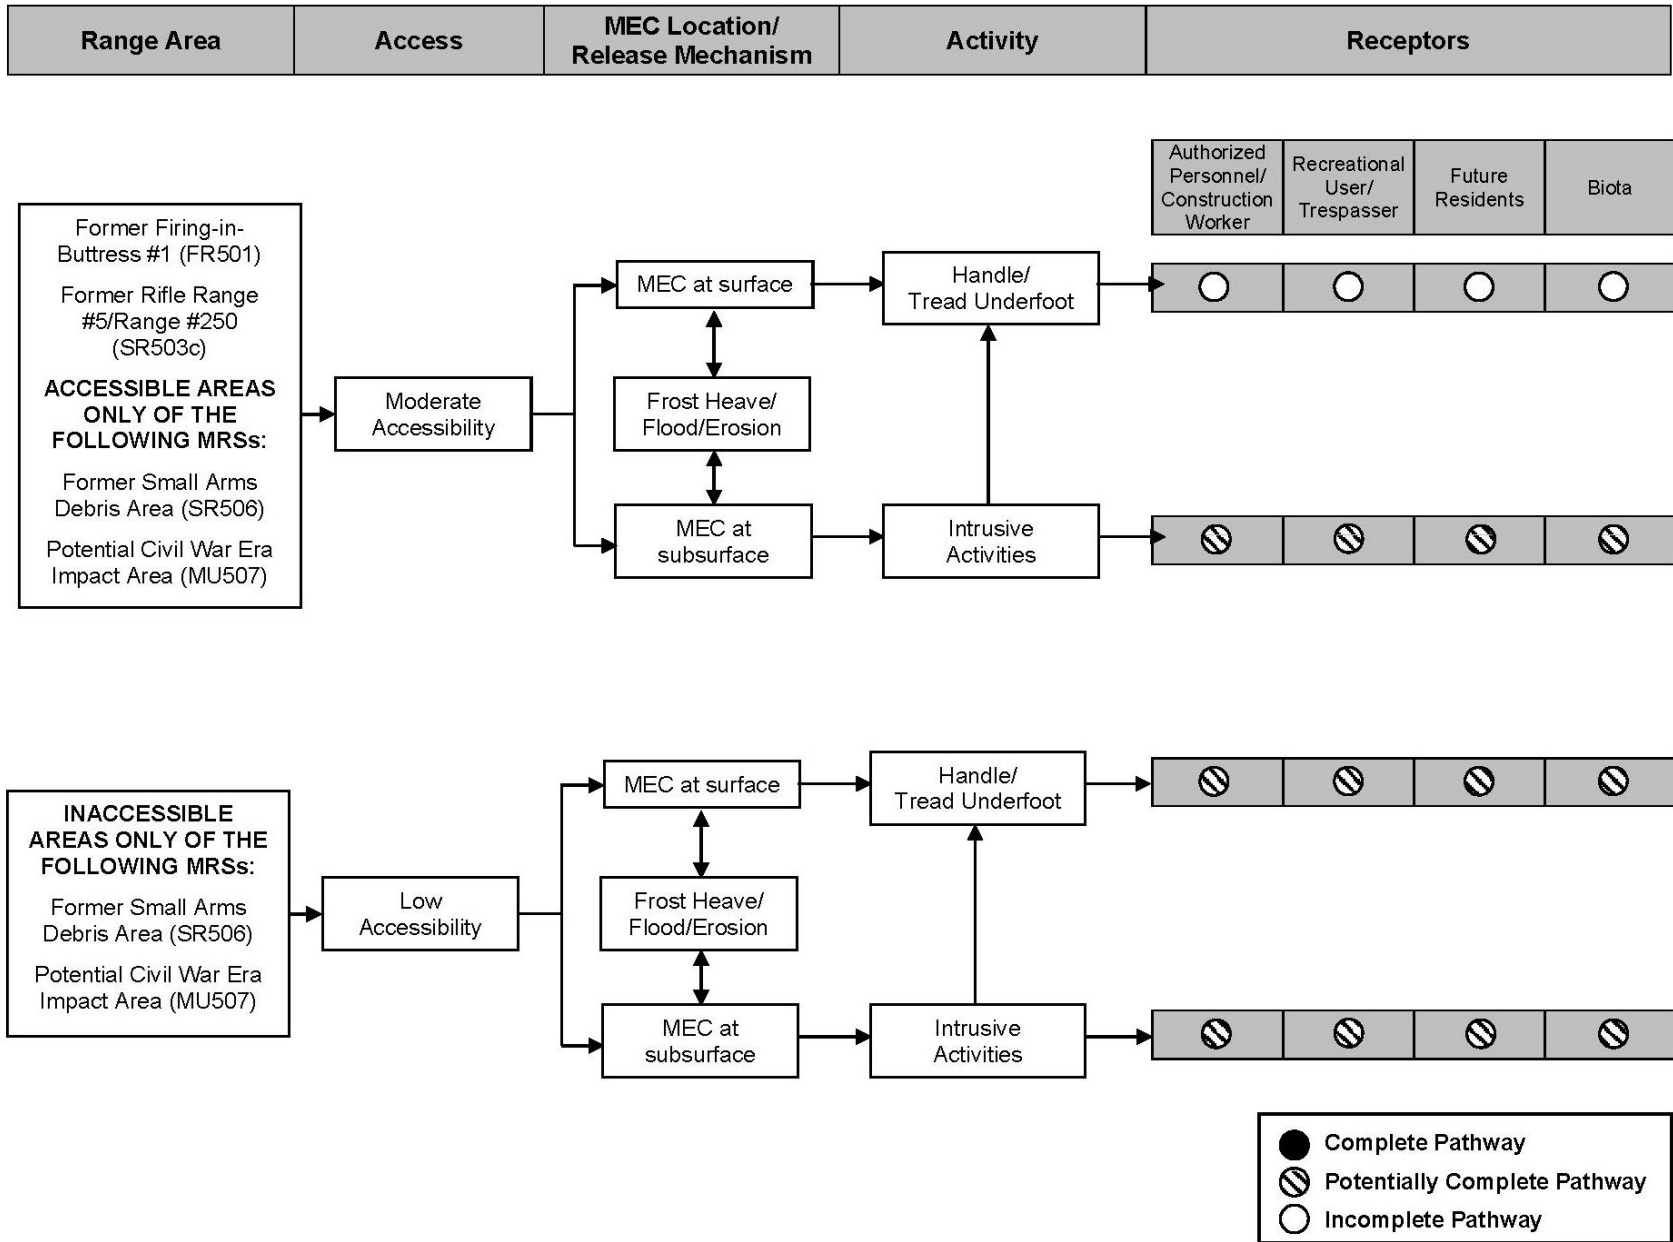 Range Area
Access
MEC Location/
Release Mechanism
Activity
Receptors
Authorized
Personnel/
Construction
Worker
Recreational
User/
Trespasser
Future
Residents
Biota
Former Firing-in-
Buttress #1 (FR501)
Former Rifle Range
#5/Range #250
(SR503c)
ACCESSIBLE AREAS
ONLY OF THE
FOLLOWING MRSs:
Former Small Arms
Debris Area (SR506)
Potential Civil War Era
Impact Area (MU507)
Moderate
Accessibility
MEC at surface
Frost Heave/
Flood/Erosion
MEC at
subsurface
Handle/
Tread Underfoot
Intrusive
Activities
INACCESSIBLE
AREAS ONLY OF THE
FOLLOWING MRSs:
Former Small Arms
Debris Area (SR506)
Potential Civil War Era
Impact Area (MU507)
Low
Accessibility
MEC at surface
Frost Heave/
Flood/Erosion
MEC at
subsurface
Handle/
Tread Underfoot
Intrusive
Activities
Complete Pathway
Potentially Complete Pathway
Incomplete Pathway